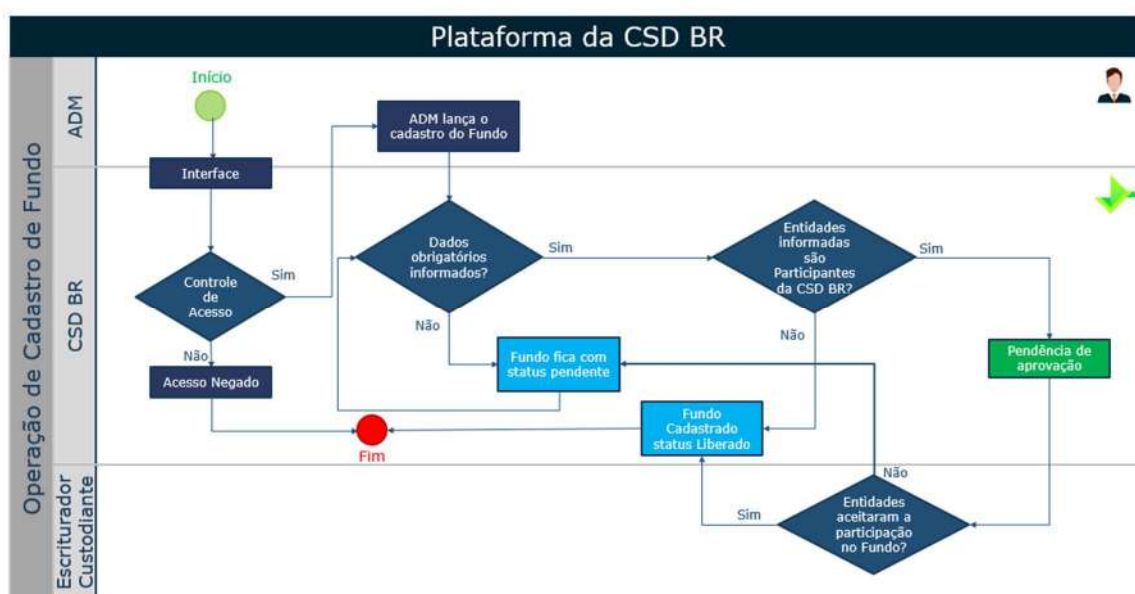 Plataforma da CSD BR
Operação de Cadastro de Fundo
ADM
Início
ADM lança o
cadastro do Fundo
CSD BR
Interface
Controle
de
Acesso
Sim
Não
Acesso Negado
Dados
obrigatórios
informados?
Sim
Não
Entidades
informadas
são
Participantes
da CSD BR?
Sim
Não
Fundo fica com
status pendente
Pendência de
aprovação
Fundo
Cadastrado
status Liberado
Fim
Escriturador
Custodiante
Não
Sim
Entidades
aceitaram a
participação
no Fundo?